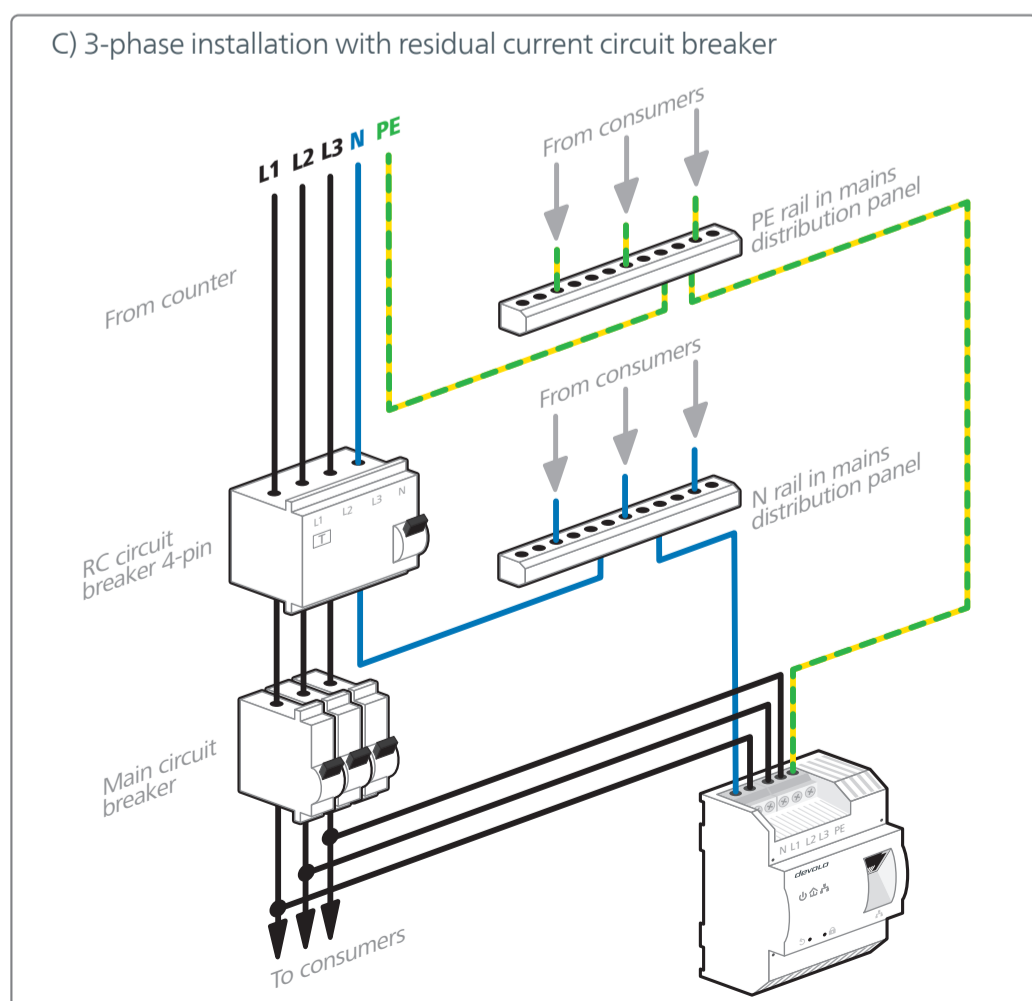 C) 3-phase installation with residual current circuit breaker
L1 L2 L3 N PE
From consumers
PE rail in mains
distribution panel
From counter
From consumers
N rail in mains
distribution panel
L1 L2 L3 N
T
RC circuit
breaker 4-pin
Main circuit
breaker
N L1 L2 L3 PE
devolo
To consumers